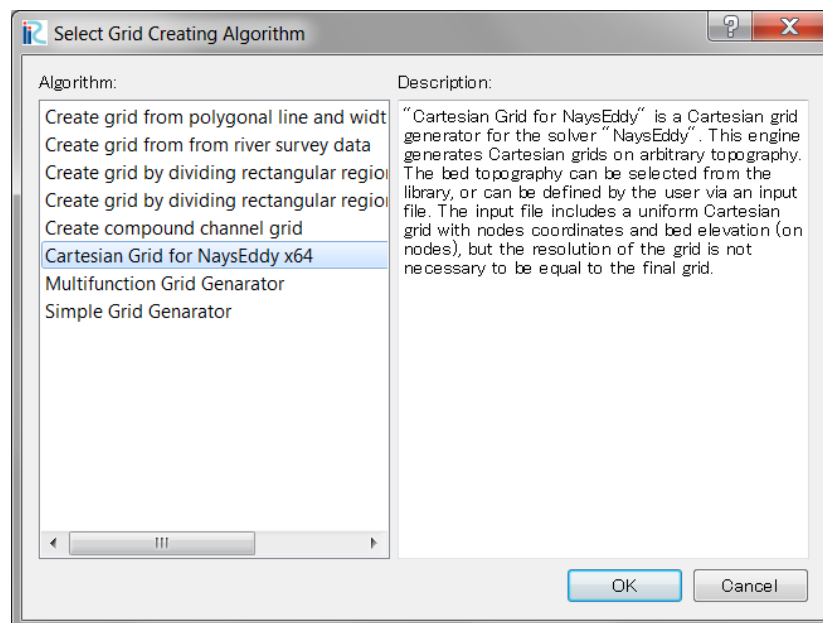 iRC Select Grid Creating Algorithm
Algorithm:
Create grid from polygonal line and widt
Create grid from from river survey data
Create grid by dividing rectangular region
Create grid by dividing rectangular region
Create compound channel grid
Cartesian Grid for NaysEddy x64
Multifunction Grid Genarator
Simple Grid Genarator
Description:
"Cartesian Grid for NaysEddy" is a Cartesian grid
generator for the solver "NaysEddy". This engine
generates Cartesian grids on arbitrary topography.
The bed topography can be selected from the
library, or can be defined by the user via an input
file. The input file includes a uniform Cartesian
grid with nodes coordinates and bed elevation (on
nodes), but the resolution of the grid is not
necessary to be equal to the final grid.
OK
Cancel